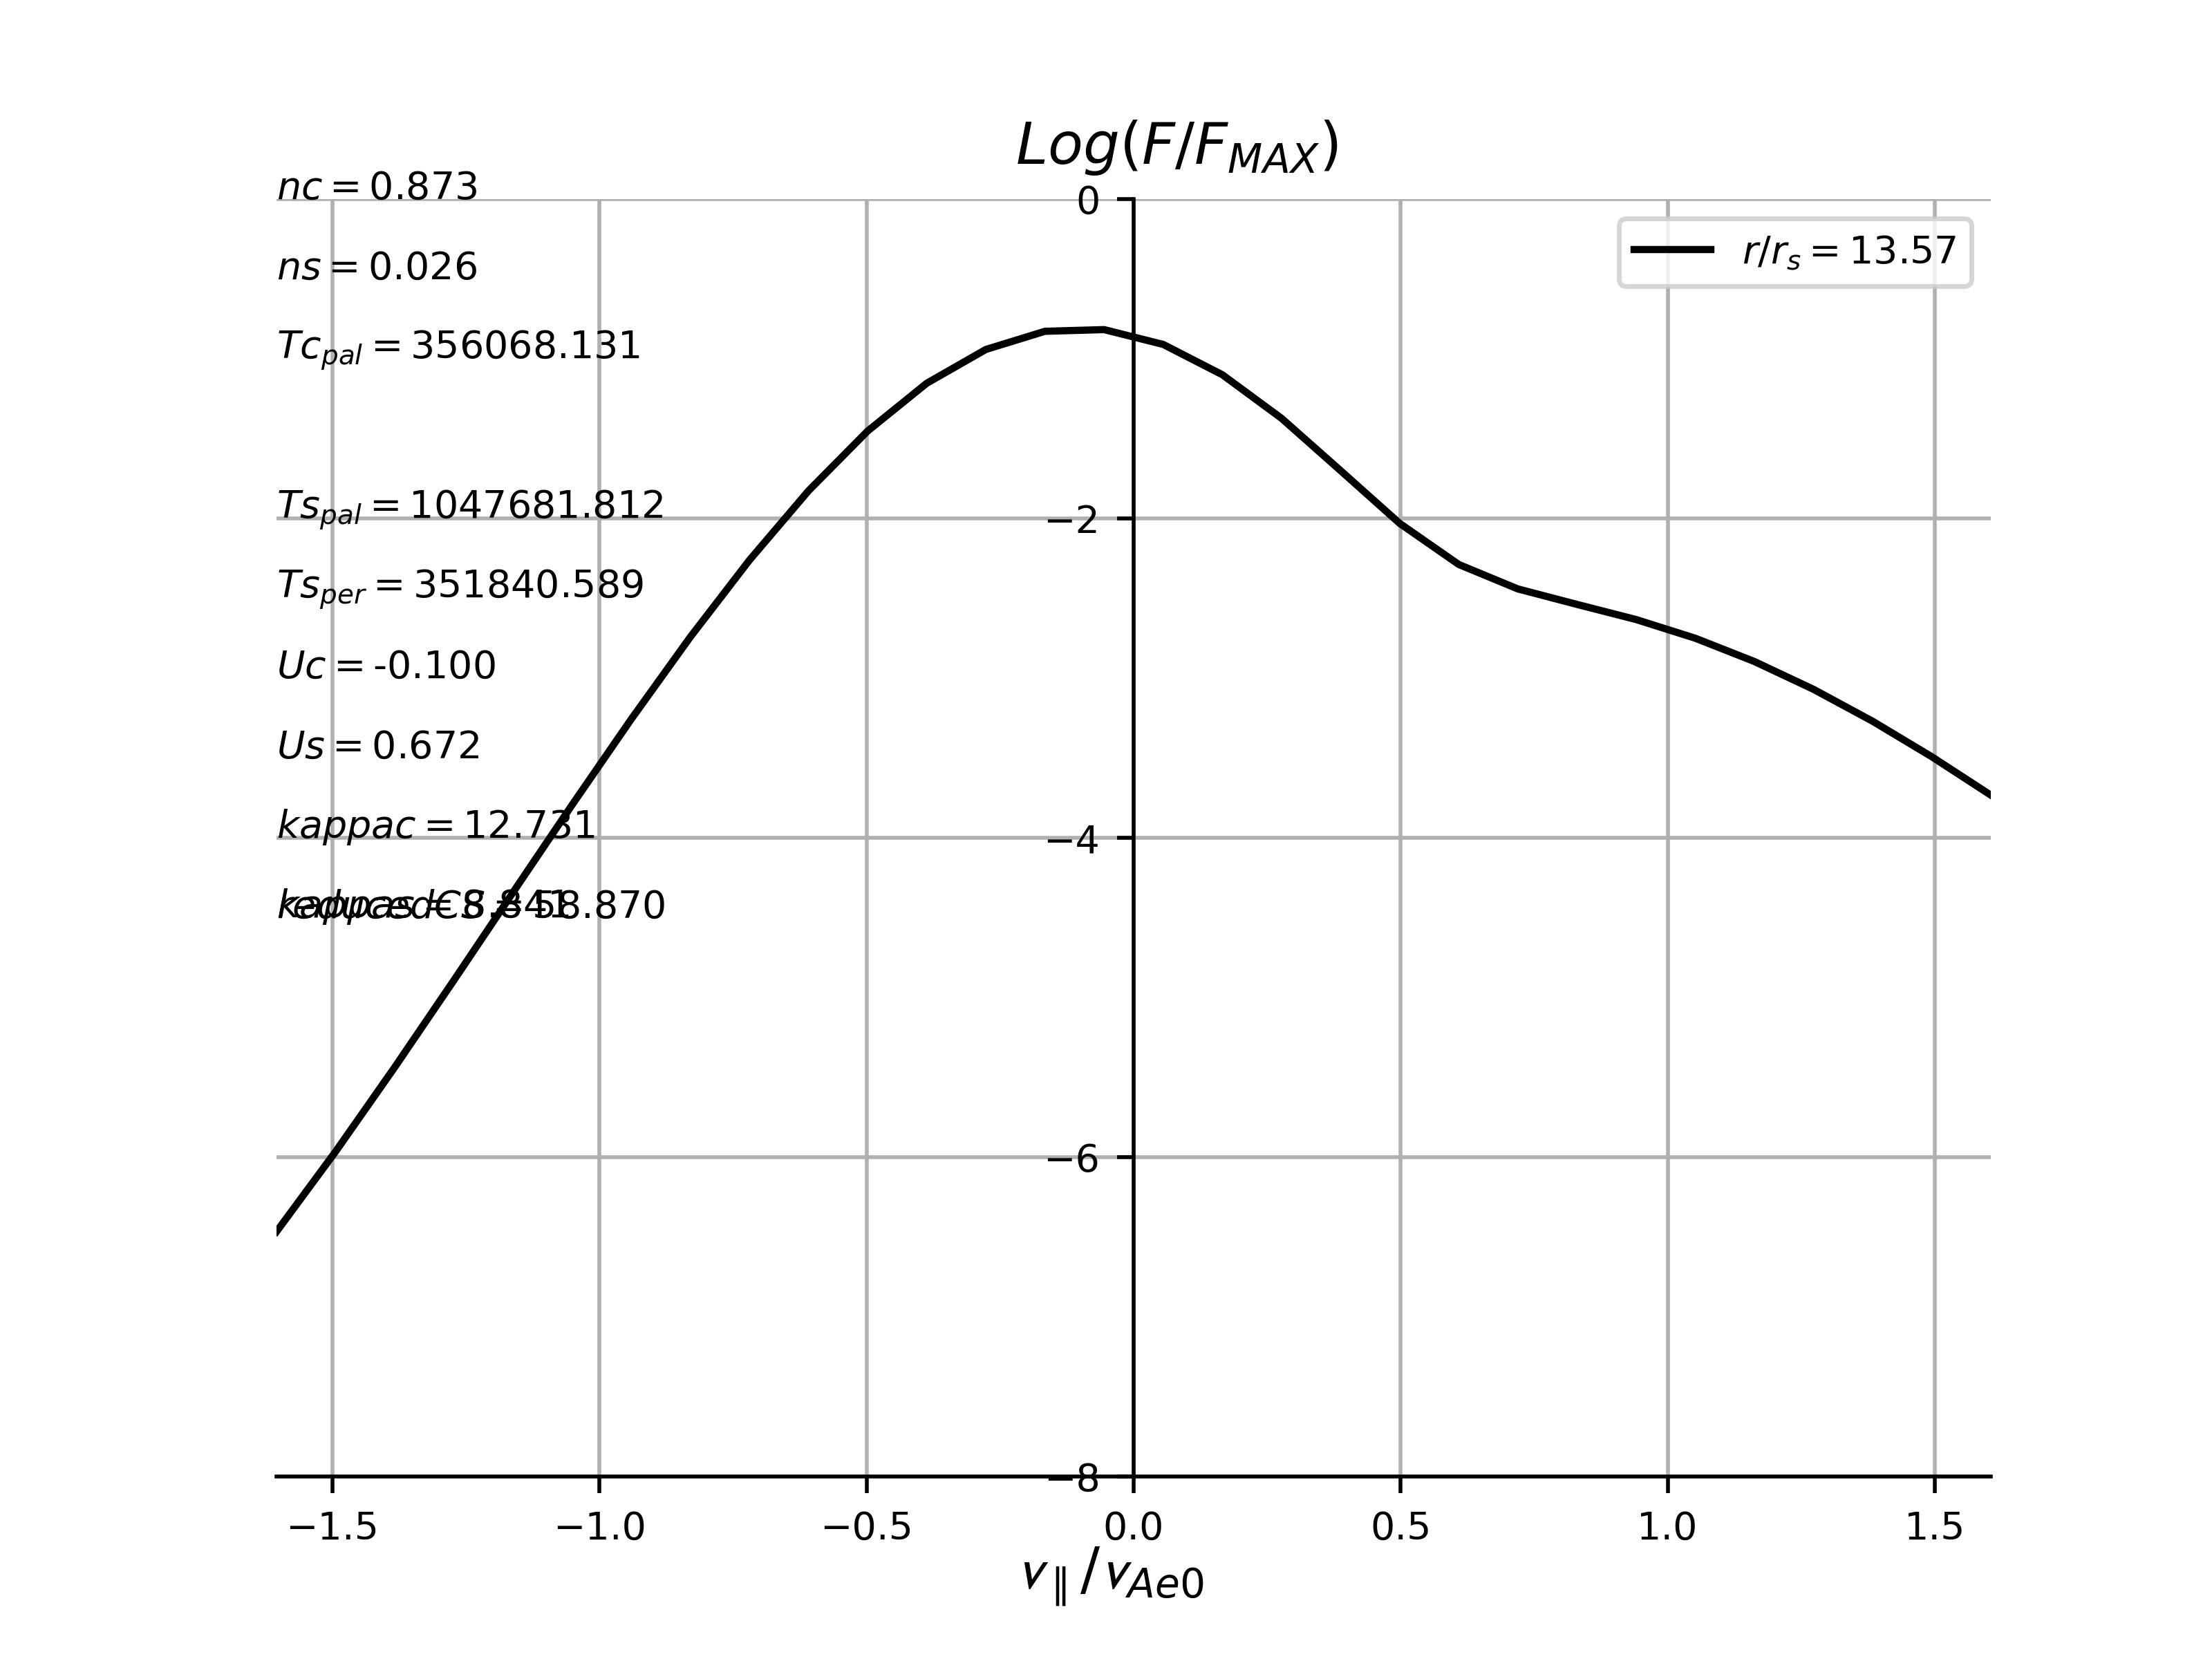 Log(F/F_MAX)
nc = 0.873
0
r/r_s = 13.57
ns = 0.026
Tc_pal = 356068.131
Ts_pal = 1047681.812
−2
Ts_per = 351840.589
Uc = -0.100
Us = 0.672
kappac = 12.731
−4
−6
−8
−1.5 −1.0 −0.5 0.0 0.5 1.0 1.5
v_∥/v_Ae0